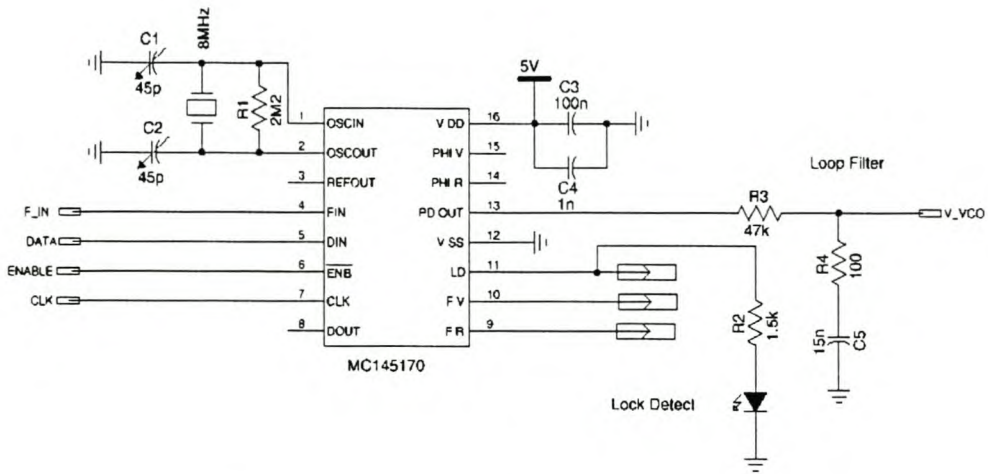 C1
45p
8MHz
R1
2M2
C2
45p
5V
C3
100n
C4
1n
1 OSCIN
2 OSCOUT
3 REFOUT
F_IN 4 FIN
DATA 5 DIN
ENABLE 6 ENB
CLK 7 CLK
8 DOUT
VDD 16
PHI V 15
PHI R 14
PD OUT 13
VSS 12
LD 11
F V 10
F R 9
MC145170
Loop Filter
R3
47k
V_VCO
R4
100
15n
C5
R2
1.5k
Lock Detect